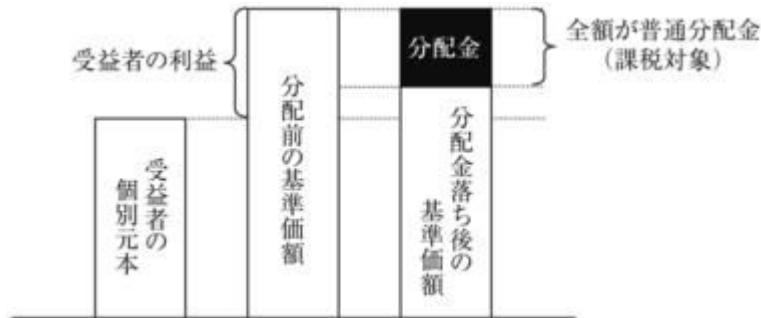 受益者の利益
分配金
全額が普通分配金
（課税対象）
受益者の
個別元本
分配前の基準価額
分配金落ち後の
基準価額